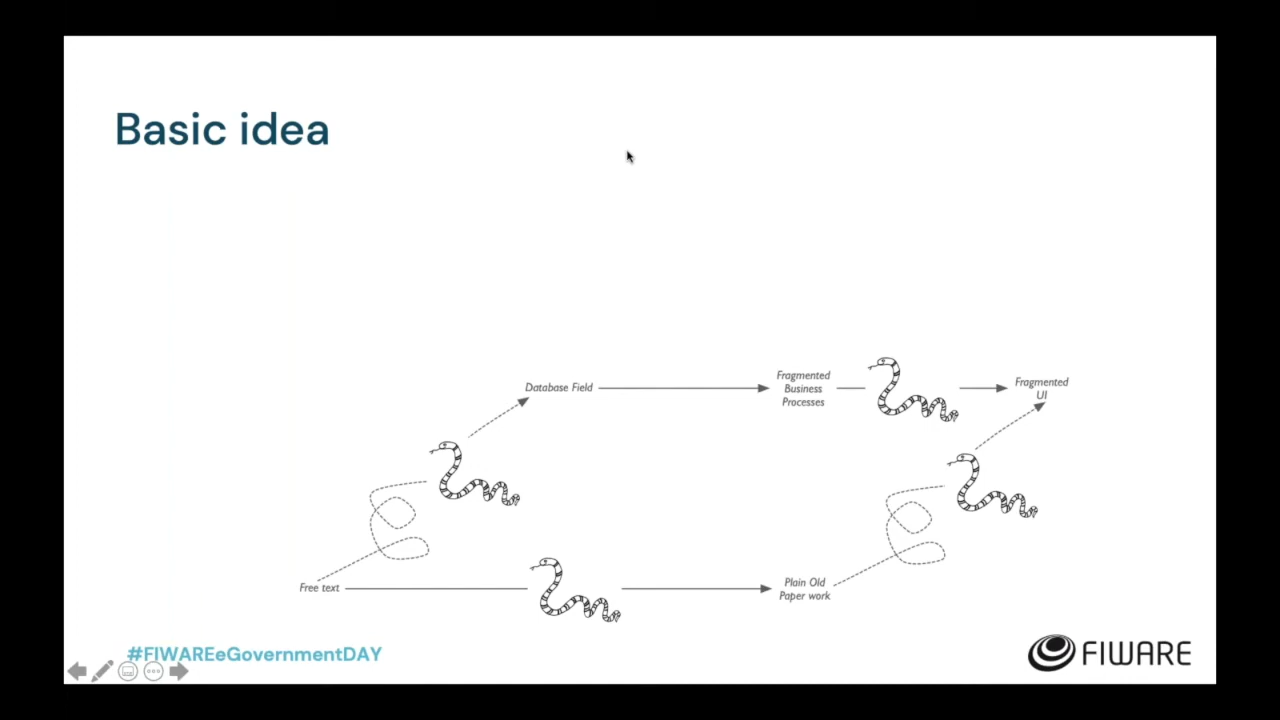 Basic idea
Database Field
Fragmented
Business
Processes
Fragmented
UI
Free text
Plain Old
Paper work
#FIWAREeGovernmentDAY
FIWARE